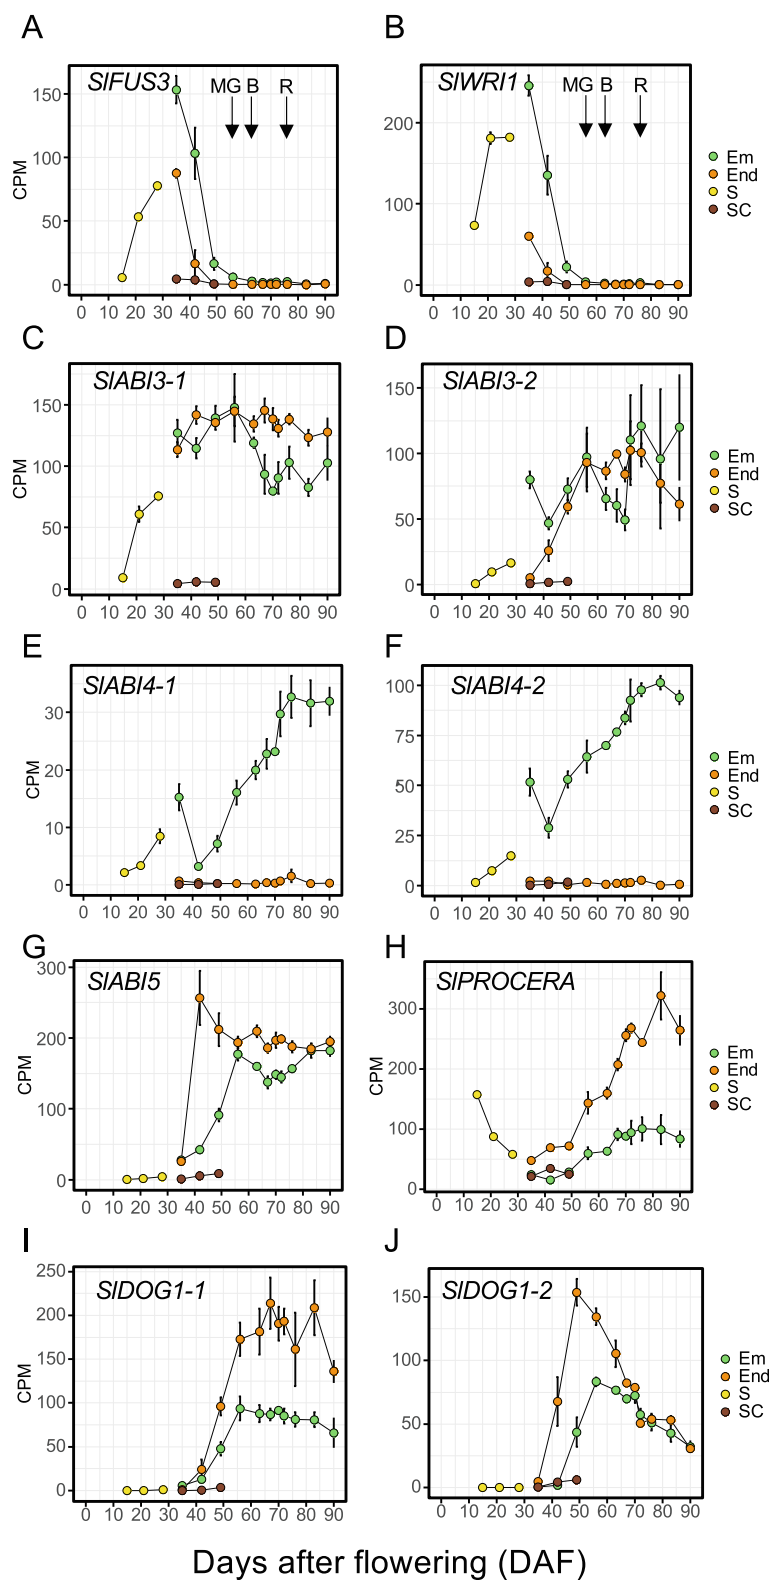 A
B
SlFUS3
MG B R
SlWRI1
MG B R
CPM
150
100
50
0
0 10 20 30 40 50 60 70 80 90
200
100
0
0 10 20 30 40 50 60 70 80 90
Em
End
S
SC
C
D
SlABI3-1
SlABI3-2
CPM
150
100
50
0
0 10 20 30 40 50 60 70 80 90
150
100
50
0
0 10 20 30 40 50 60 70 80 90
Em
End
S
SC
E
F
SlABI4-1
SlABI4-2
CPM
30
20
10
0
0 10 20 30 40 50 60 70 80 90
100
75
50
25
0
0 10 20 30 40 50 60 70 80 90
Em
End
S
SC
G
H
SlABI5
SlPROCERA
CPM
300
200
100
0
0 10 20 30 40 50 60 70 80 90
CPM
300
200
100
0
0 10 20 30 40 50 60 70 80 90
Em
End
S
SC
I
J
SlDOG1-1
SlDOG1-2
CPM
250
200
150
100
50
0
0 10 20 30 40 50 60 70 80 90
150
100
50
0
0 10 20 30 40 50 60 70 80 90
Em
End
S
SC
Days after flowering (DAF)